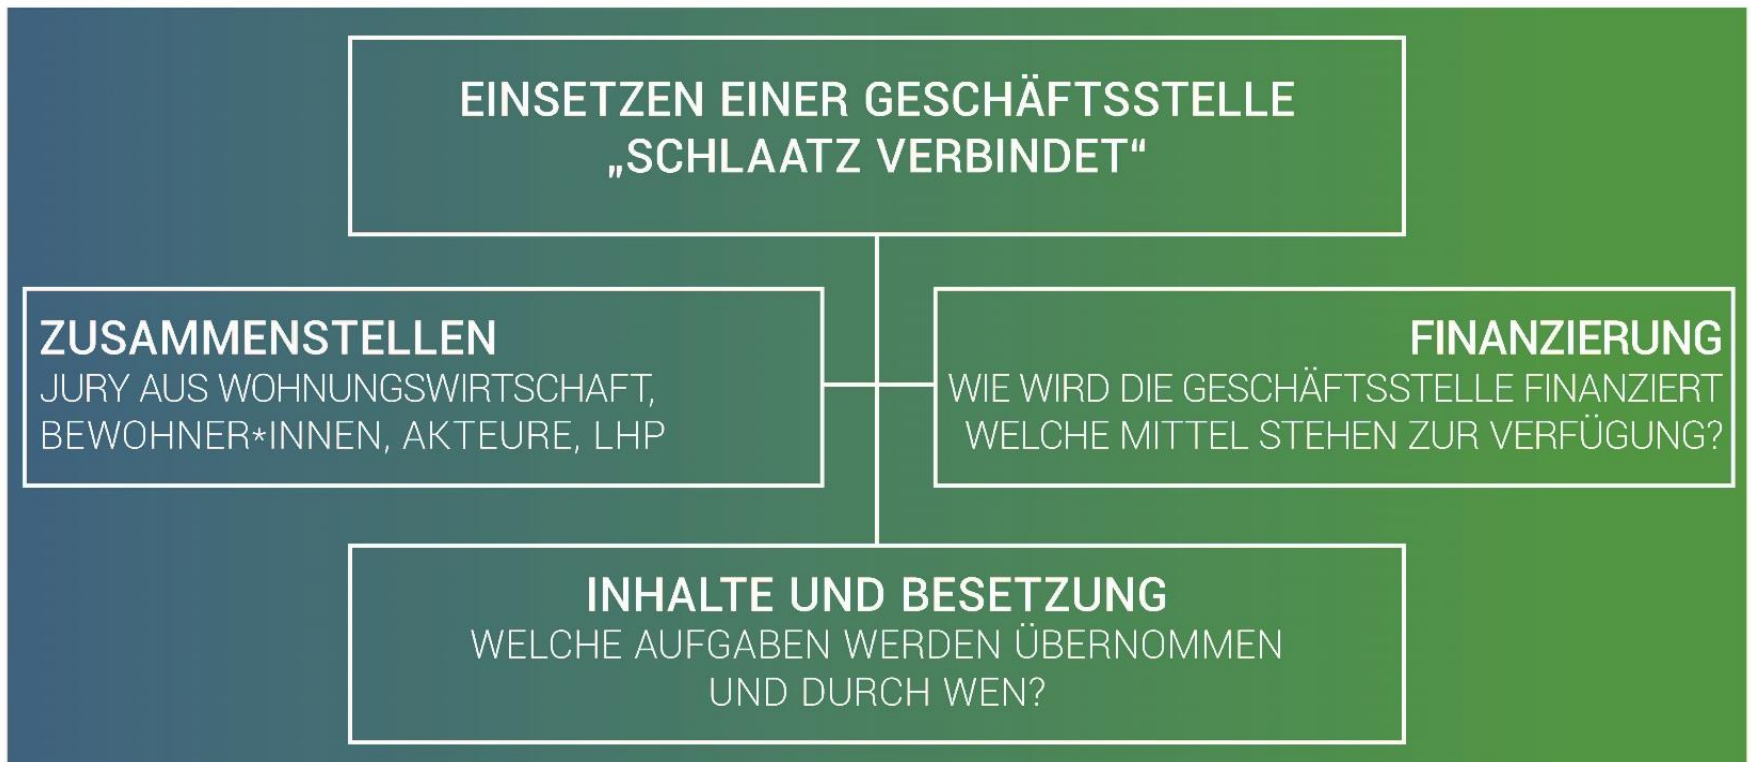 EINSETZEN EINER GESCHÄFTSSTELLE
„SCHLAATZ VERBINDET“
ZUSAMMENSTELLEN
JURY AUS WOHNUNGSWIRTSCHAFT,
BEWOHNER*INNEN, AKTEURE, LHP
FINANZIERUNG
WIE WIRD DIE GESCHÄFTSSTELLE FINANZIERT
WELCHE MITTEL STEHEN ZUR VERFÜGUNG?
INHALTE UND BESETZUNG
WELCHE AUFGABEN WERDEN ÜBERNOMMEN
UND DURCH WEN?